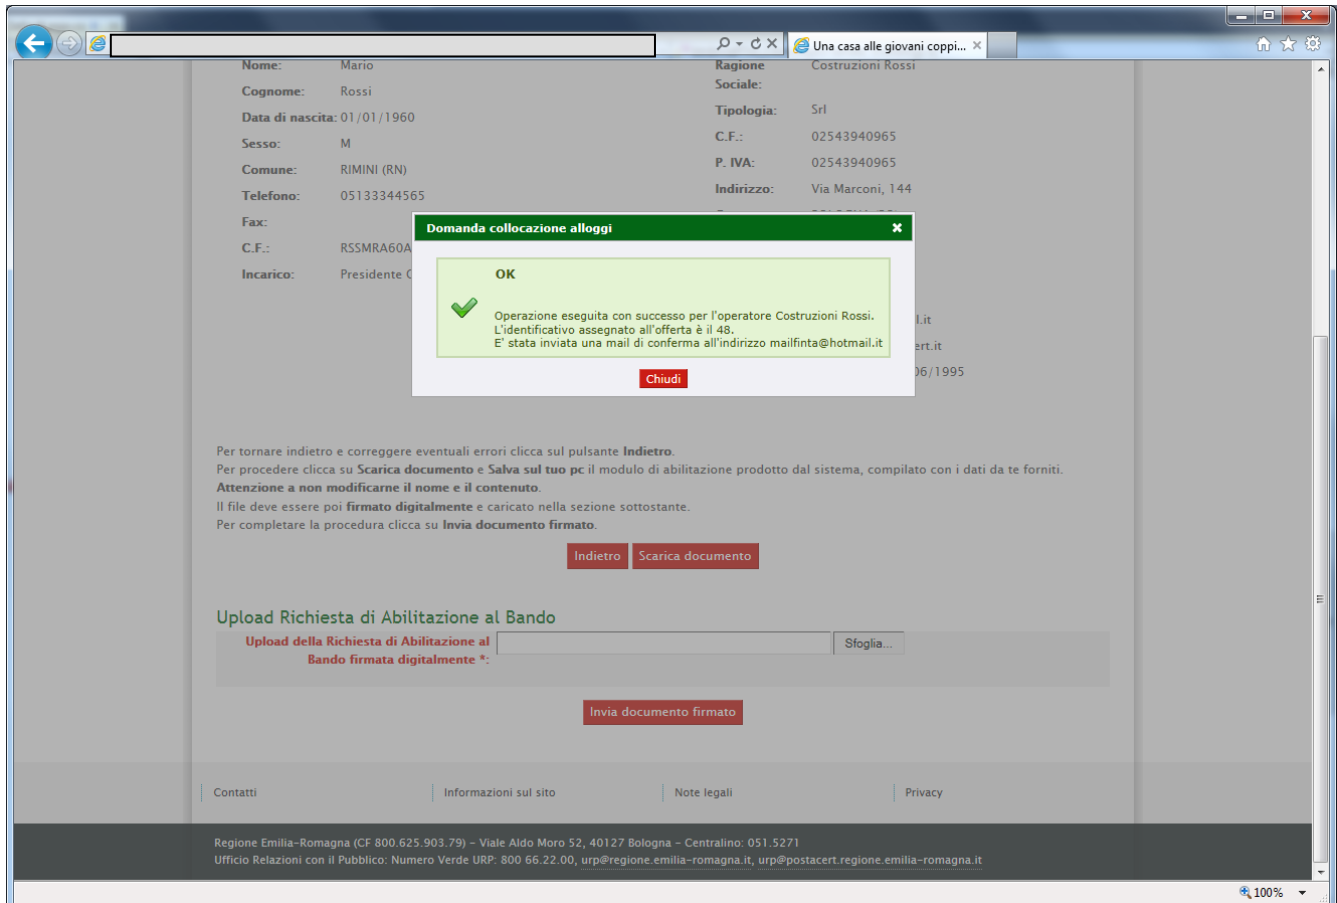 Una casa alle giovani coppi...
Nome: Mario
Cognome: Rossi
Data di nascita: 01/01/1960
Sesso: M
Comune: RIMINI (RN)
Telefono: 05133344565
Fax:
C.F.: RSSMRA60A
Incarico: Presidente
Ragione Sociale: Costruzioni Rossi
Tipologia: Srl
C.F.: 02543940965
P. IVA: 02543940965
Indirizzo: Via Marconi, 144
l.it
ert.it
06/1995
Domanda collocazione alloggi
OK
Operazione eseguita con successo per l'operatore Costruzioni Rossi.
L'identificativo assegnato all'offerta è il 48.
E' stata inviata una mail di conferma all'indirizzo mailfinta@hotmail.it
Chiudi
Per tornare indietro e correggere eventuali errori clicca sul pulsante Indietro.
Per procedere clicca su Scarica documento e Salva sul tuo pc il modulo di abilitazione prodotto dal sistema, compilato con i dati da te forniti.
Attenzione a non modificarne il nome e il contenuto.
Il file deve essere poi firmato digitalmente e caricato nella sezione sottostante.
Per completare la procedura clicca su Invia documento firmato.
Indietro Scarica documento
Upload Richiesta di Abilitazione al Bando
Upload della Richiesta di Abilitazione al
Bando firmata digitalmente *:
Sfoglia...
Invia documento firmato
Contatti Informazioni sul sito Note legali Privacy
Regione Emilia-Romagna (CF 800.625.903.79) - Viale Aldo Moro 52, 40127 Bologna - Centralino: 051.5271
Ufficio Relazioni con il Pubblico: Numero Verde URP: 800 66.22.00, urp@regione.emilia-romagna.it, urp@postacert.regione.emilia-romagna.it
100%